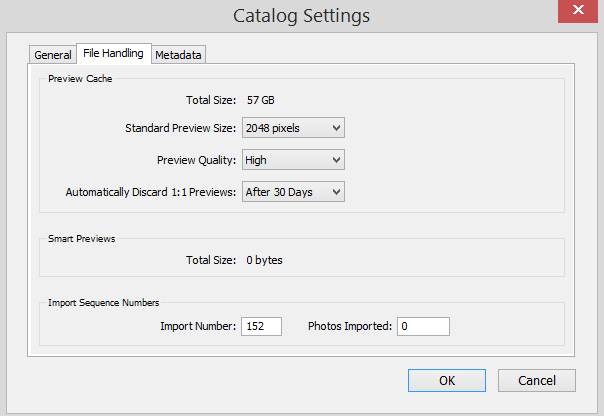 Catalog Settings
General File Handling Metadata
Preview Cache
Total Size: 57 GB
Standard Preview Size: 2048 pixels
Preview Quality: High
Automatically Discard 1:1 Previews: After 30 Days
Smart Previews
Total Size: 0 bytes
Import Sequence Numbers
Import Number: 152 Photos Imported: 0
OK Cancel